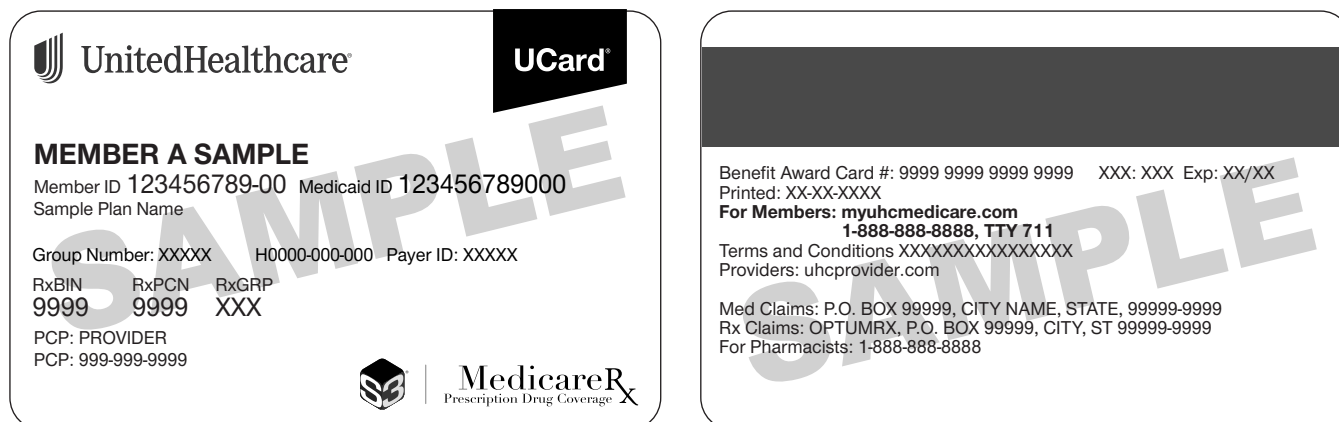 UnitedHealthcare®
UCard®
MEMBER A SAMPLE
Member ID 123456789-00 Medicaid ID 123456789000
Sample Plan Name
Group Number: XXXXX H0000-000-000 Payer ID: XXXXX
RxBIN RxPCN RxGRP
9999 9999 XXX
PCP: PROVIDER
PCP: 999-999-9999
S3
MedicareRx
Prescription Drug Coverage
SAMPLE
Benefit Award Card #: 9999 9999 9999 9999 XXX: XXX Exp: XX/XX
Printed: XX-XX-XXXX
For Members: myuhcmedicare.com
1-888-888-8888, TTY 711
Terms and Conditions XXXXXXXXXXXXXXXX
Providers: uhcprovider.com
Med Claims: P.O. BOX 99999, CITY NAME, STATE, 99999-9999
Rx Claims: OPTUMRX, P.O. BOX 99999, CITY, ST 99999-9999
For Pharmacists: 1-888-888-8888
SAMPLE